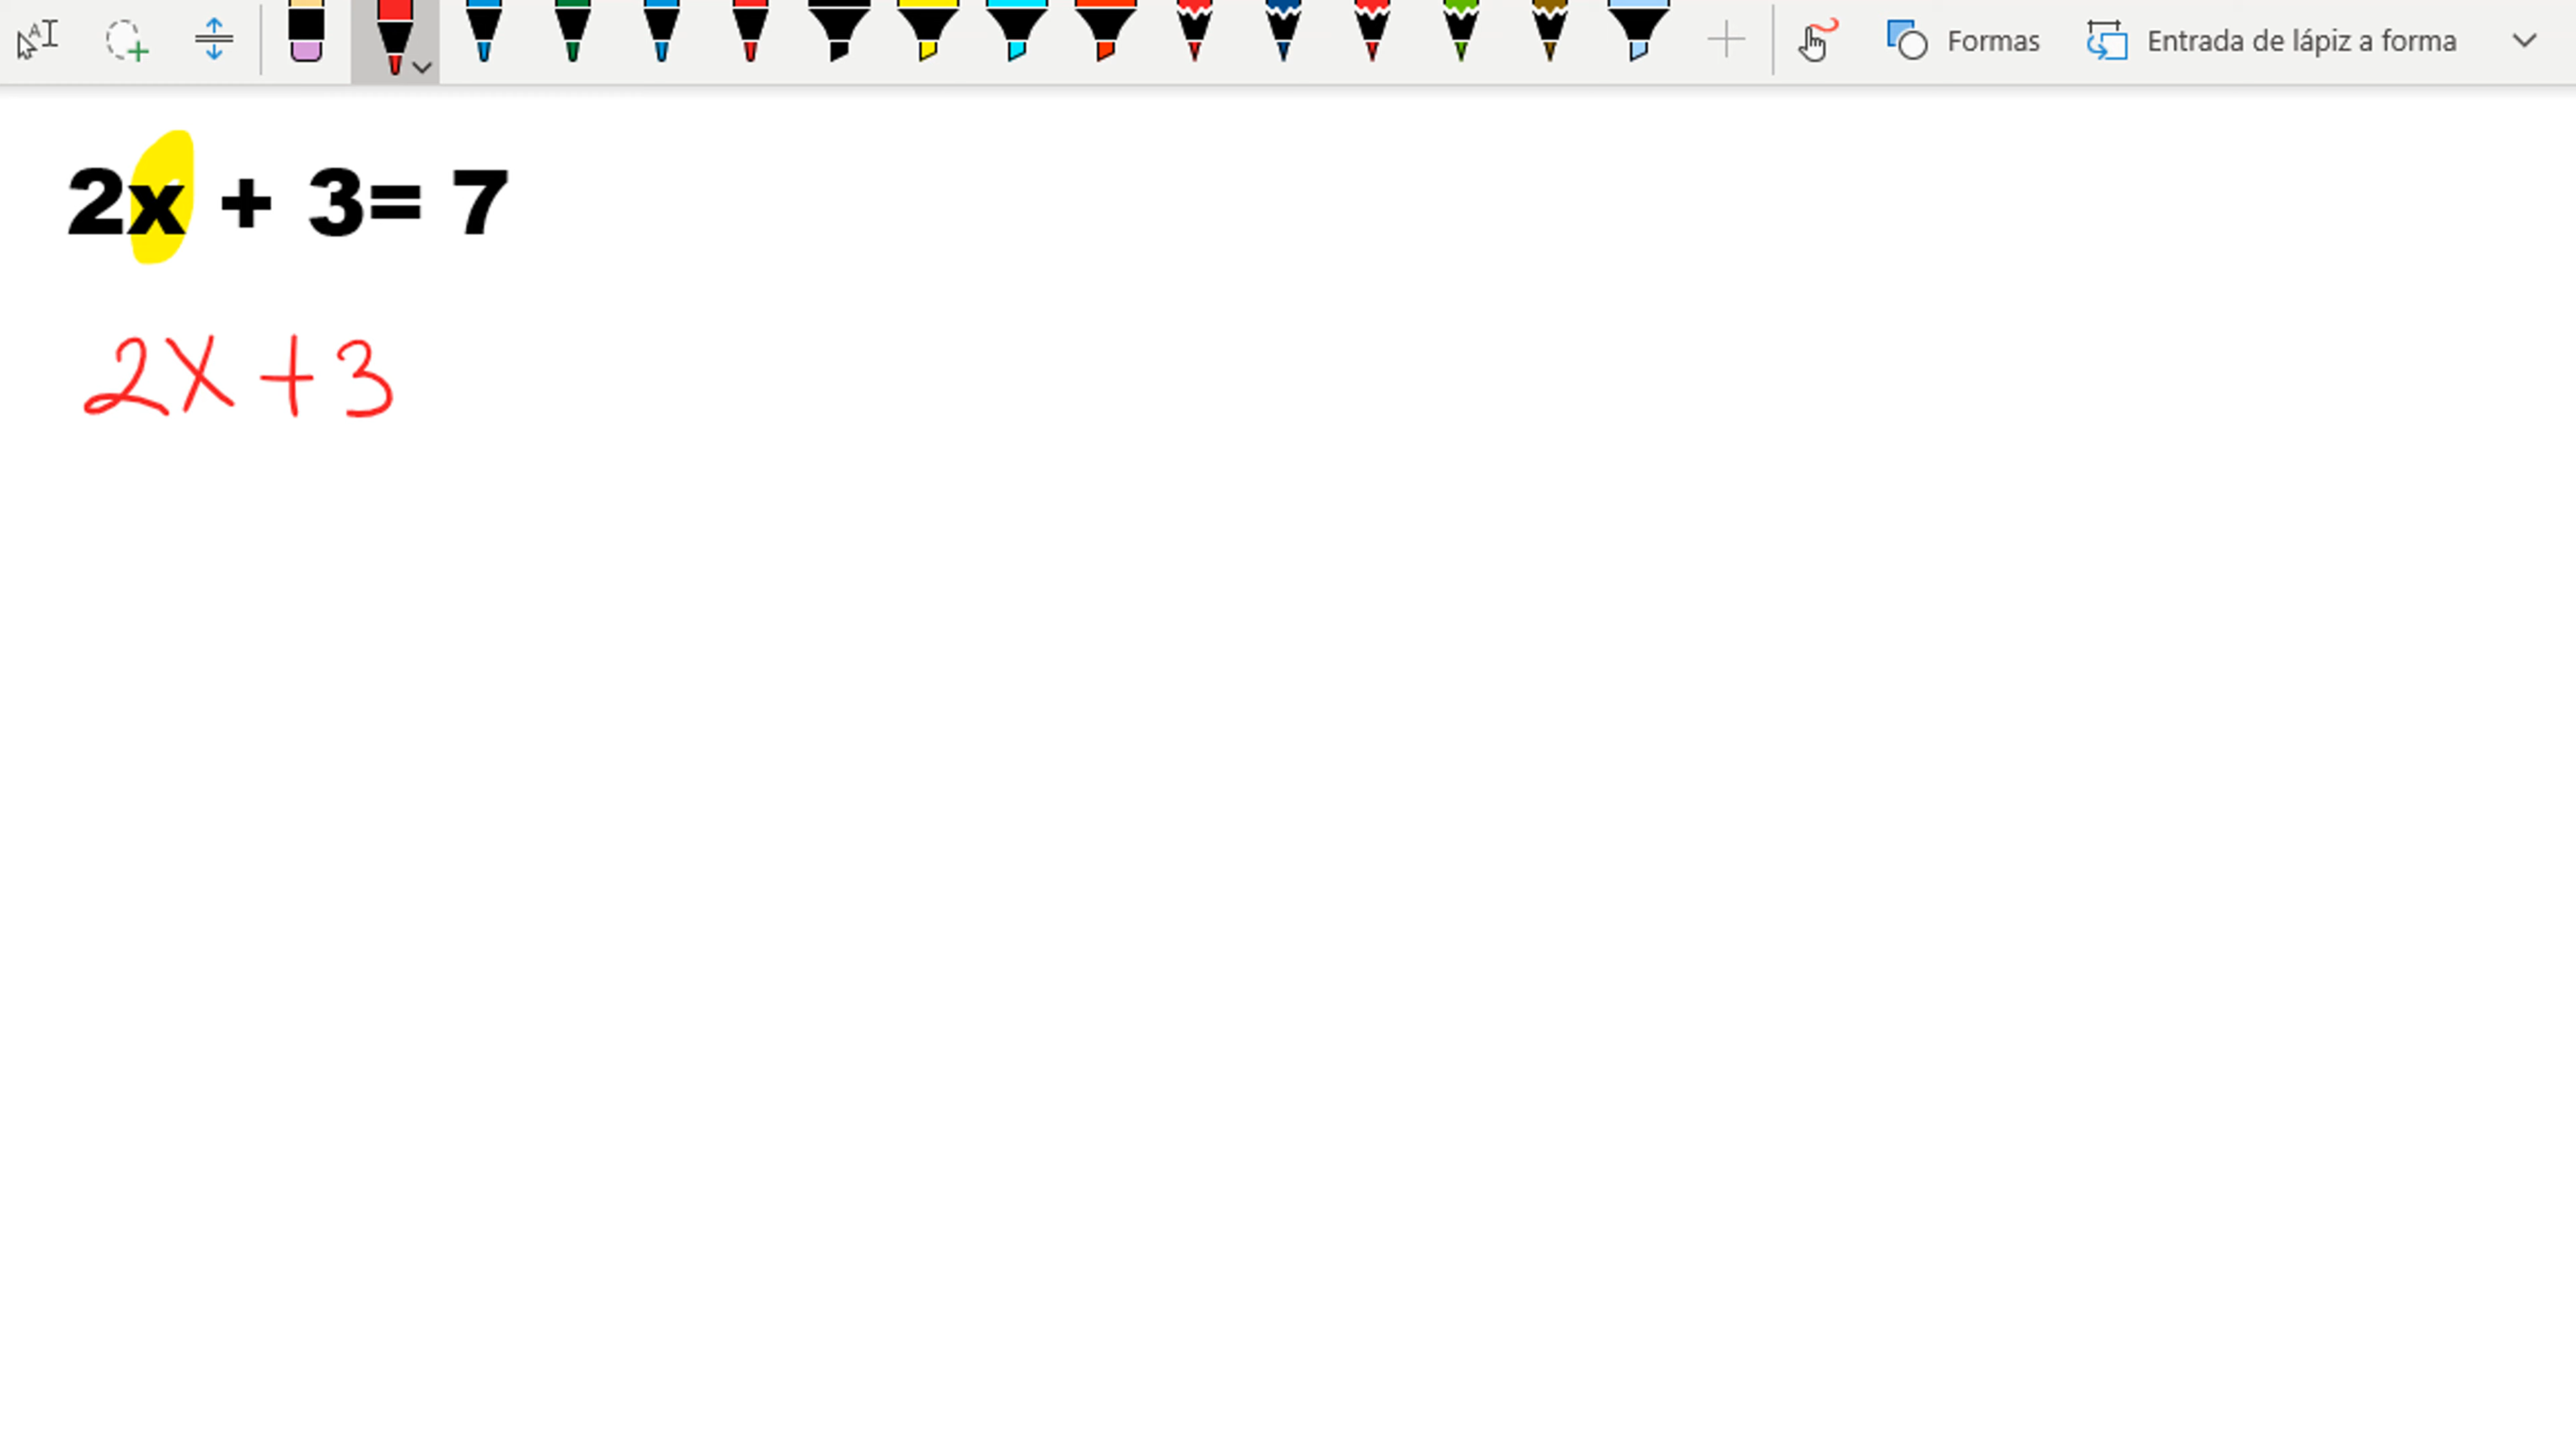 Formas
Entrada de lápiz a forma
2x + 3= 7
2x + 3